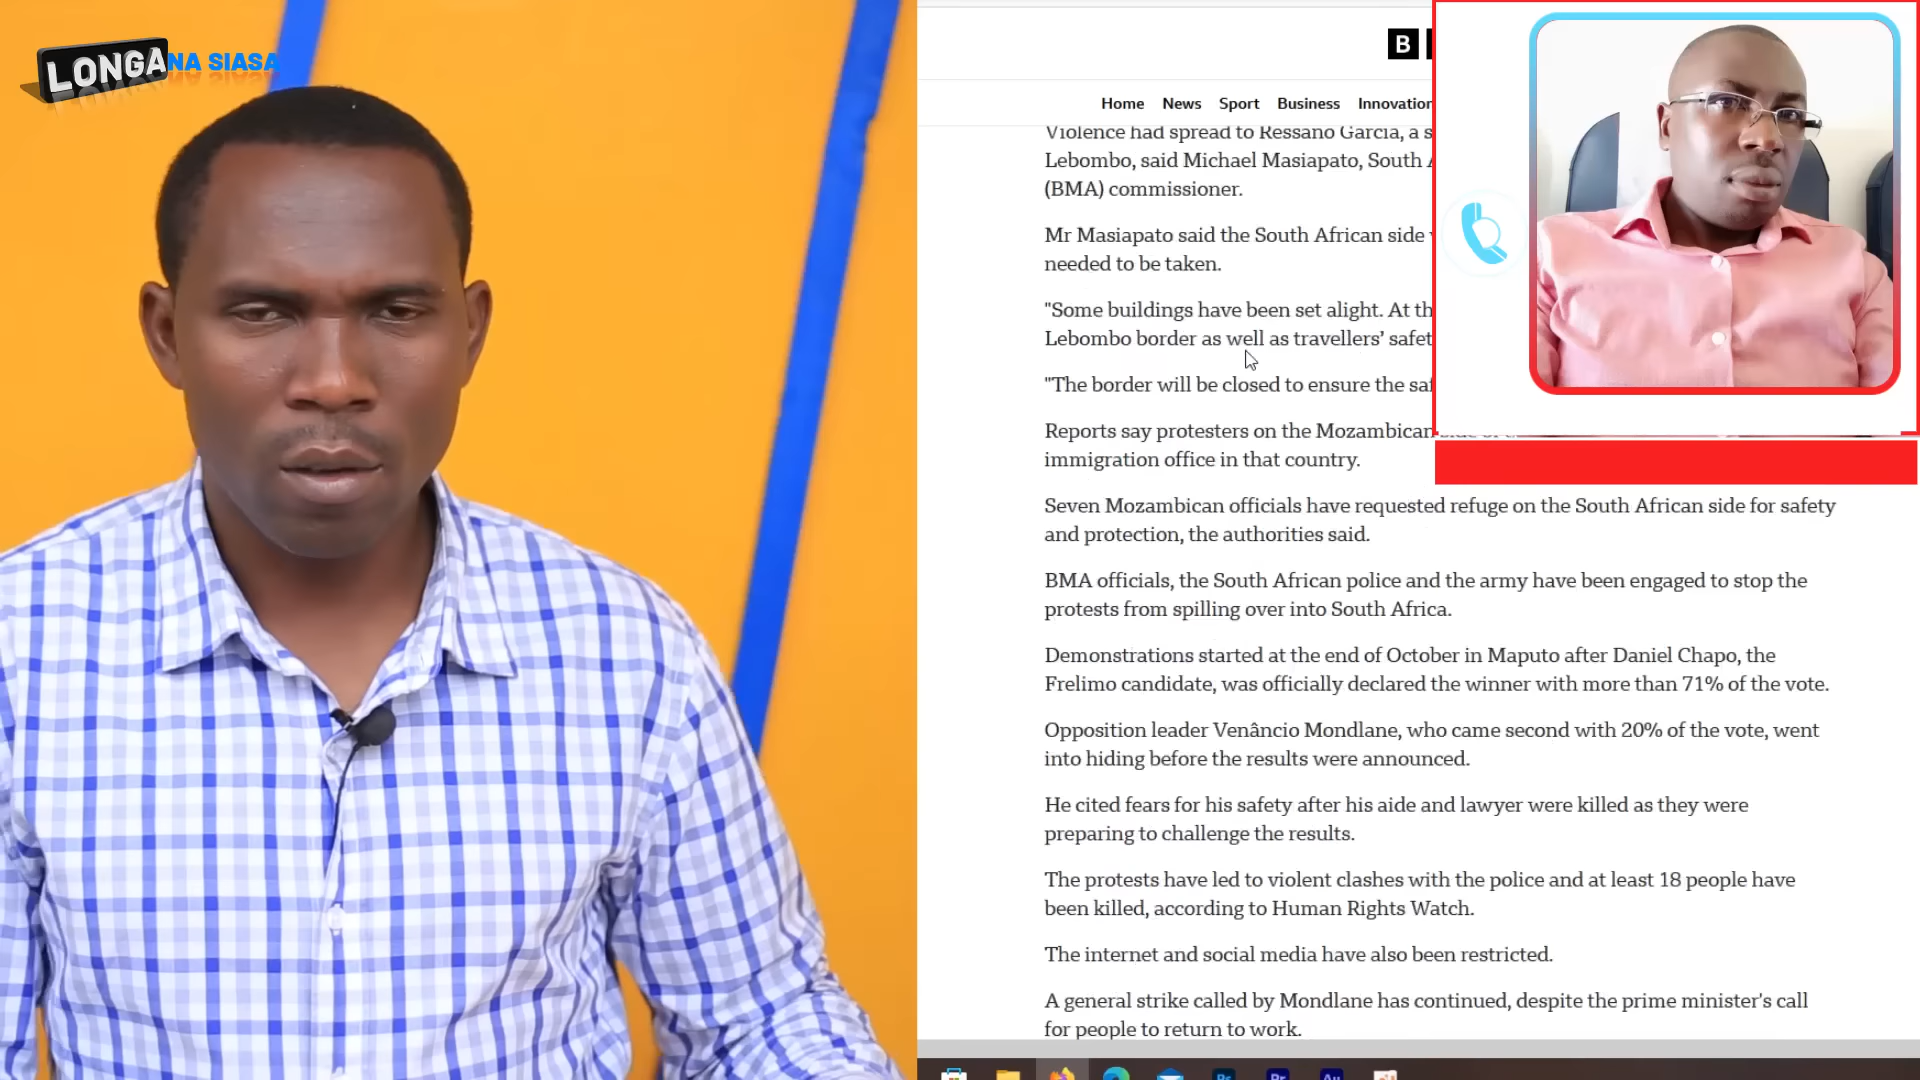 LONGA NA SIASA
B
Home News Sport Business Innovation
Violence had spread to Ressano Garcia, a s
Lebombo, said Michael Masiapato, South A
(BMA) commissioner.
Mr Masiapato said the South African side
needed to be taken.
"Some buildings have been set alight. At th
Lebombo border as well as travellers' safet
"The border will be closed to ensure the saf
Reports say protesters on the Mozambican side of
immigration office in that country.
Seven Mozambican officials have requested refuge on the South African side for safety
and protection, the authorities said.
BMA officials, the South African police and the army have been engaged to stop the
protests from spilling over into South Africa.
Demonstrations started at the end of October in Maputo after Daniel Chapo, the
Frelimo candidate, was officially declared the winner with more than 71% of the vote.
Opposition leader Venâncio Mondlane, who came second with 20% of the vote, went
into hiding before the results were announced.
He cited fears for his safety after his aide and lawyer were killed as they were
preparing to challenge the results.
The protests have led to violent clashes with the police and at least 18 people have
been killed, according to Human Rights Watch.
The internet and social media have also been restricted.
A general strike called by Mondlane has continued, despite the prime minister's call
for people to return to work.
Ps Pr Au